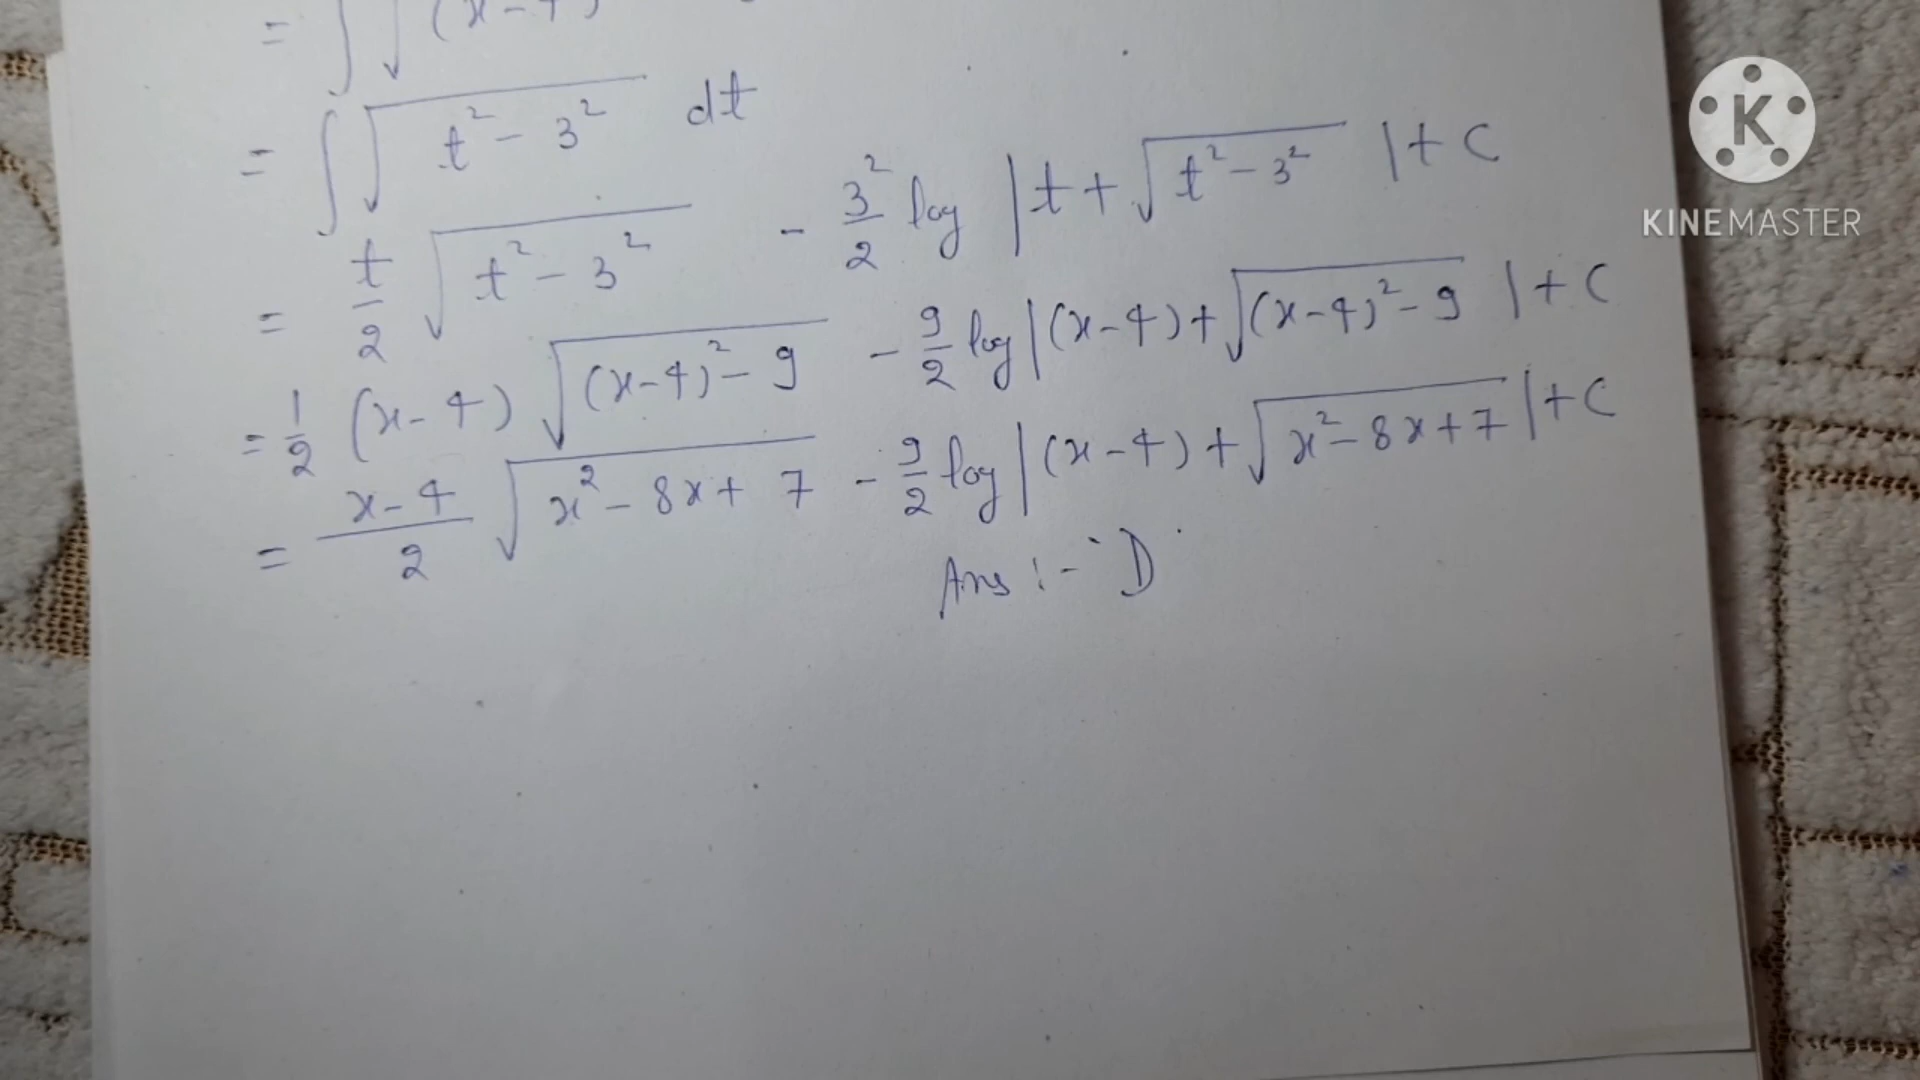 = ∫ √(x-4)
= ∫ √t² - 3² dt
= t/2 √t² - 3² - 3²/2 log |t + √t² - 3² | + C
= 1/2 (x-4) √(x-4)² - 9 - 9/2 log |(x-4) + √(x-4)² - 9 | + C
= x-4/2 √x² - 8x + 7 - 9/2 log |(x-4) + √x² - 8x + 7 | + C
Ans :- D
K
KINEMASTER